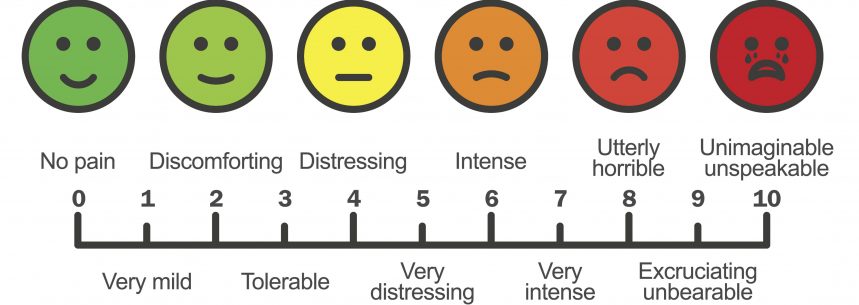 No pain
Discomforting
Distressing
Intense
Utterly
horrible
Unimaginable
unspeakable
0 1 2 3 4 5 6 7 8 9 10
Very mild
Tolerable
Very
distressing
Very
intense
Excruciating
unbearable